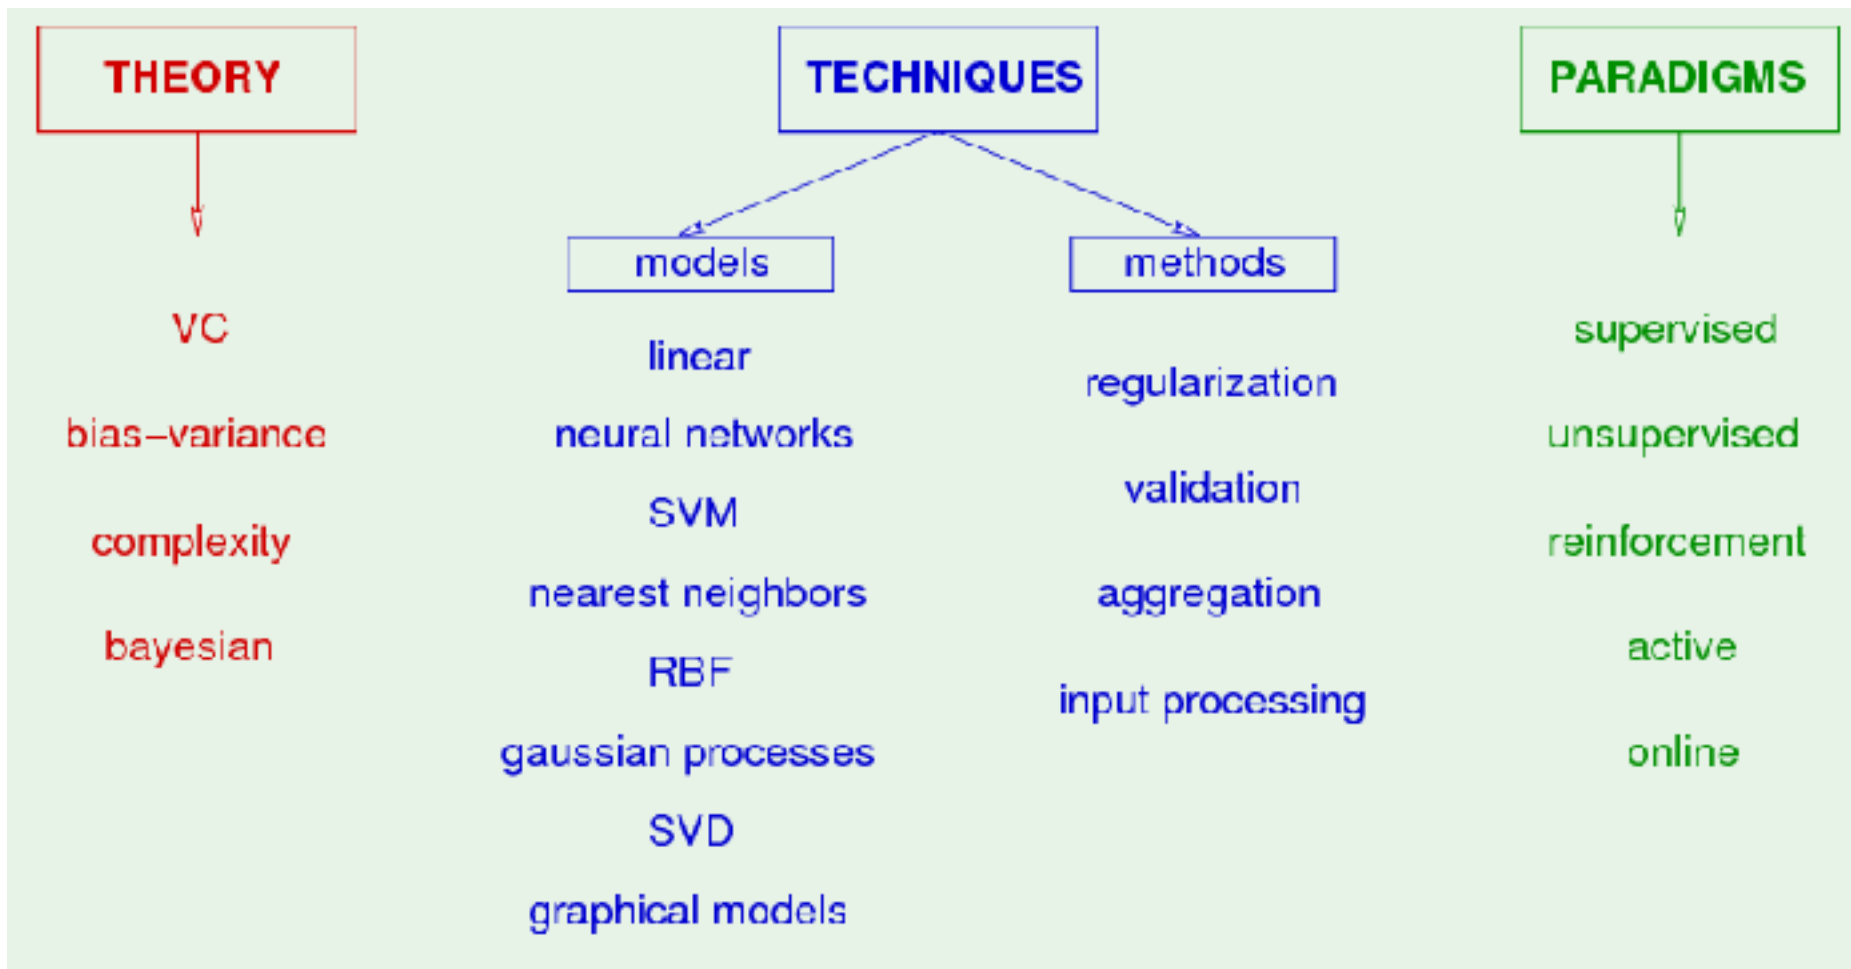 THEORY
VC
bias–variance
complexity
bayesian
TECHNIQUES
models
linear
neural networks
SVM
nearest neighbors
RBF
gaussian processes
SVD
graphical models
methods
regularization
validation
aggregation
input processing
PARADIGMS
supervised
unsupervised
reinforcement
active
online